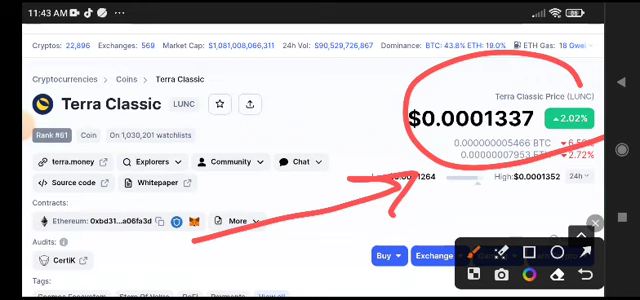 11:43 AM
Cryptos: 22,896 Exchanges: 569 Market Cap: $1,081,008,066,311 24h Vol: $90,529,726,867 Dominance: BTC: 43.8% ETH: 19.0% ETH Gas: 18 Gwei
Cryptocurrencies > Coins > Terra Classic
Terra Classic LUNC
Rank #61 Coin On 1,030,201 watchlists
terra.money Explorers Community Chat
Source code Whitepaper
Contracts:
Ethereum: 0xbd31...a06fa3d More
Audits:
CertiK
Tags:
Terra Classic Price (LUNC)
$0.0001337 2.02%
0.000000005466 BTC
0.00000007953 ETH 2.72%
High: $0.0001352 24h
Buy Exchange